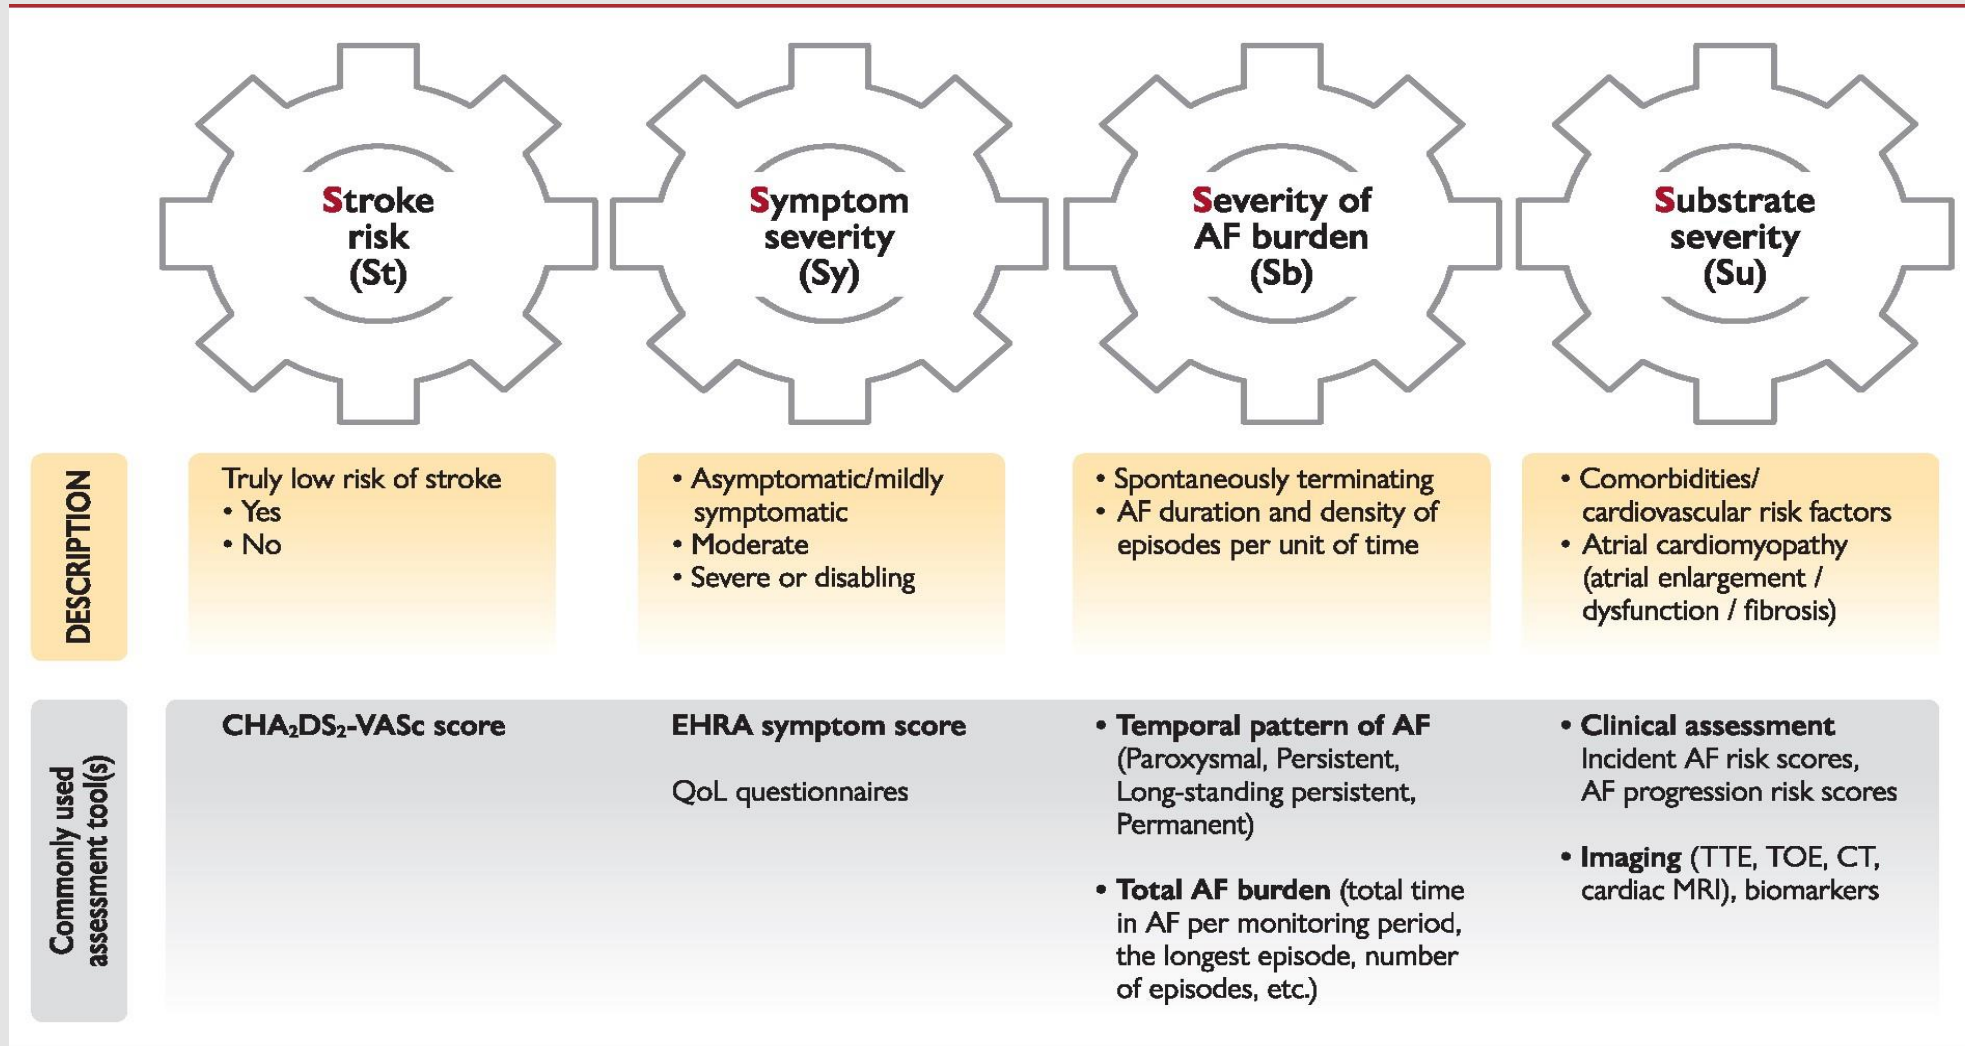 Stroke
risk
(St)
Symptom
severity
(Sy)
Severity of
AF burden
(Sb)
Substrate
severity
(Su)
DESCRIPTION
Truly low risk of stroke
• Yes
• No
• Asymptomatic/mildly
symptomatic
• Moderate
• Severe or disabling
• Spontaneously terminating
• AF duration and density of
episodes per unit of time
• Comorbidities/
cardiovascular risk factors
• Atrial cardiomyopathy
(atrial enlargement /
dysfunction / fibrosis)
Commonly used
assessment tool(s)
CHA₂DS₂-VASc score
EHRA symptom score
QoL questionnaires
• Temporal pattern of AF
(Paroxysmal, Persistent,
Long-standing persistent,
Permanent)
• Total AF burden (total time
in AF per monitoring period,
the longest episode, number
of episodes, etc.)
• Clinical assessment
Incident AF risk scores,
AF progression risk scores
• Imaging (TTE, TOE, CT,
cardiac MRI), biomarkers